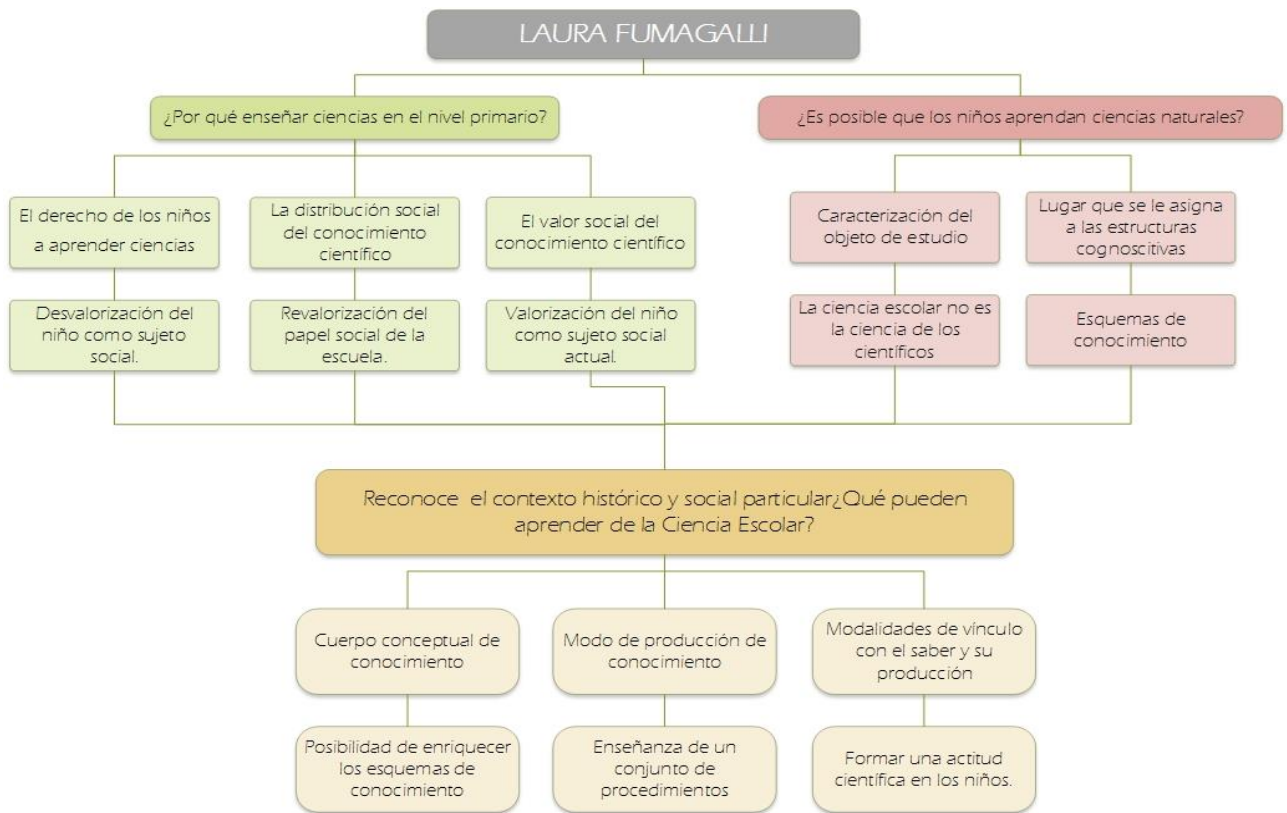 LAURA FUMAGALLI
¿Por qué enseñar ciencias en el nivel primario?
¿Es posible que los niños aprendan ciencias naturales?
El derecho de los niños
a aprender ciencias
La distribución social
del conocimiento
científico
El valor social del
conocimiento científico
Caracterización del
objeto de estudio
Lugar que se le asigna
a las estructuras
cognoscitivas
Desvalorización del
niño como sujeto
social.
Revalorización del
papel social de la
escuela.
Valorización del niño
como sujeto social
actual.
La ciencia escolar no es
la ciencia de los
científicos
Esquemas de
conocimiento
Reconoce el contexto histórico y social particular¿Qué pueden
aprender de la Ciencia Escolar?
Cuerpo conceptual de
conocimiento
Modo de producción de
conocimiento
Modalidades de vínculo
con el saber y su
producción
Posibilidad de enriquecer
los esquemas de
conocimiento
Enseñanza de un
conjunto de
procedimientos
Formar una actitud
científica en los niños.